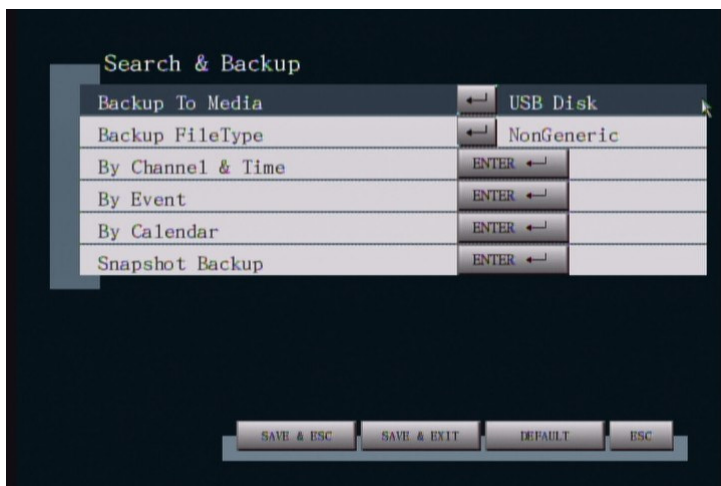 Search & Backup
Backup To Media USB Disk
Backup FileType NonGeneric
By Channel & Time ENTER
By Event ENTER
By Calendar ENTER
Snapshot Backup ENTER
SAVE & ESC SAVE & EXIT DEFAULT ESC